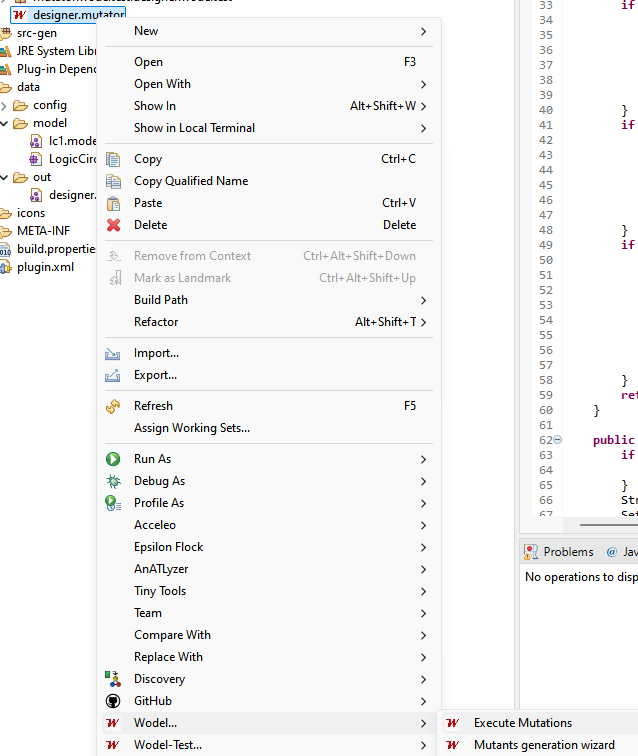 designer.mutator
src-gen
JRE System Libr
Plug-in Depend
data
config
model
lc1.mode
LogicCirc
out
designer.
icons
META-INF
build.properties
plugin.xml
New
Open F3
Open With
Show In Alt+Shift+W
Show in Local Terminal
Copy Ctrl+C
Copy Qualified Name
Paste Ctrl+V
Delete Delete
Remove from Context Ctrl+Alt+Shift+Down
Mark as Landmark Ctrl+Alt+Shift+Up
Build Path
Refactor Alt+Shift+T
Import...
Export...
Refresh F5
Assign Working Sets...
Run As
Debug As
Profile As
Acceleo
Epsilon Flock
AnATLyzer
Tiny Tools
Team
Compare With
Replace With
Discovery
GitHub
Wodel...
Wodel-Test...
Execute Mutations
Mutants generation wizard
33 if
34
35
36
37
38
39
40 }
41 if
42
43
44
45
46
47
48 }
49 if
50
51
52
53
54
55
56
57
58 }
59 ret
60 }
61
62 public
63 if
64
65 }
66 Str
67 Set
Problems @ Jav
No operations to disp